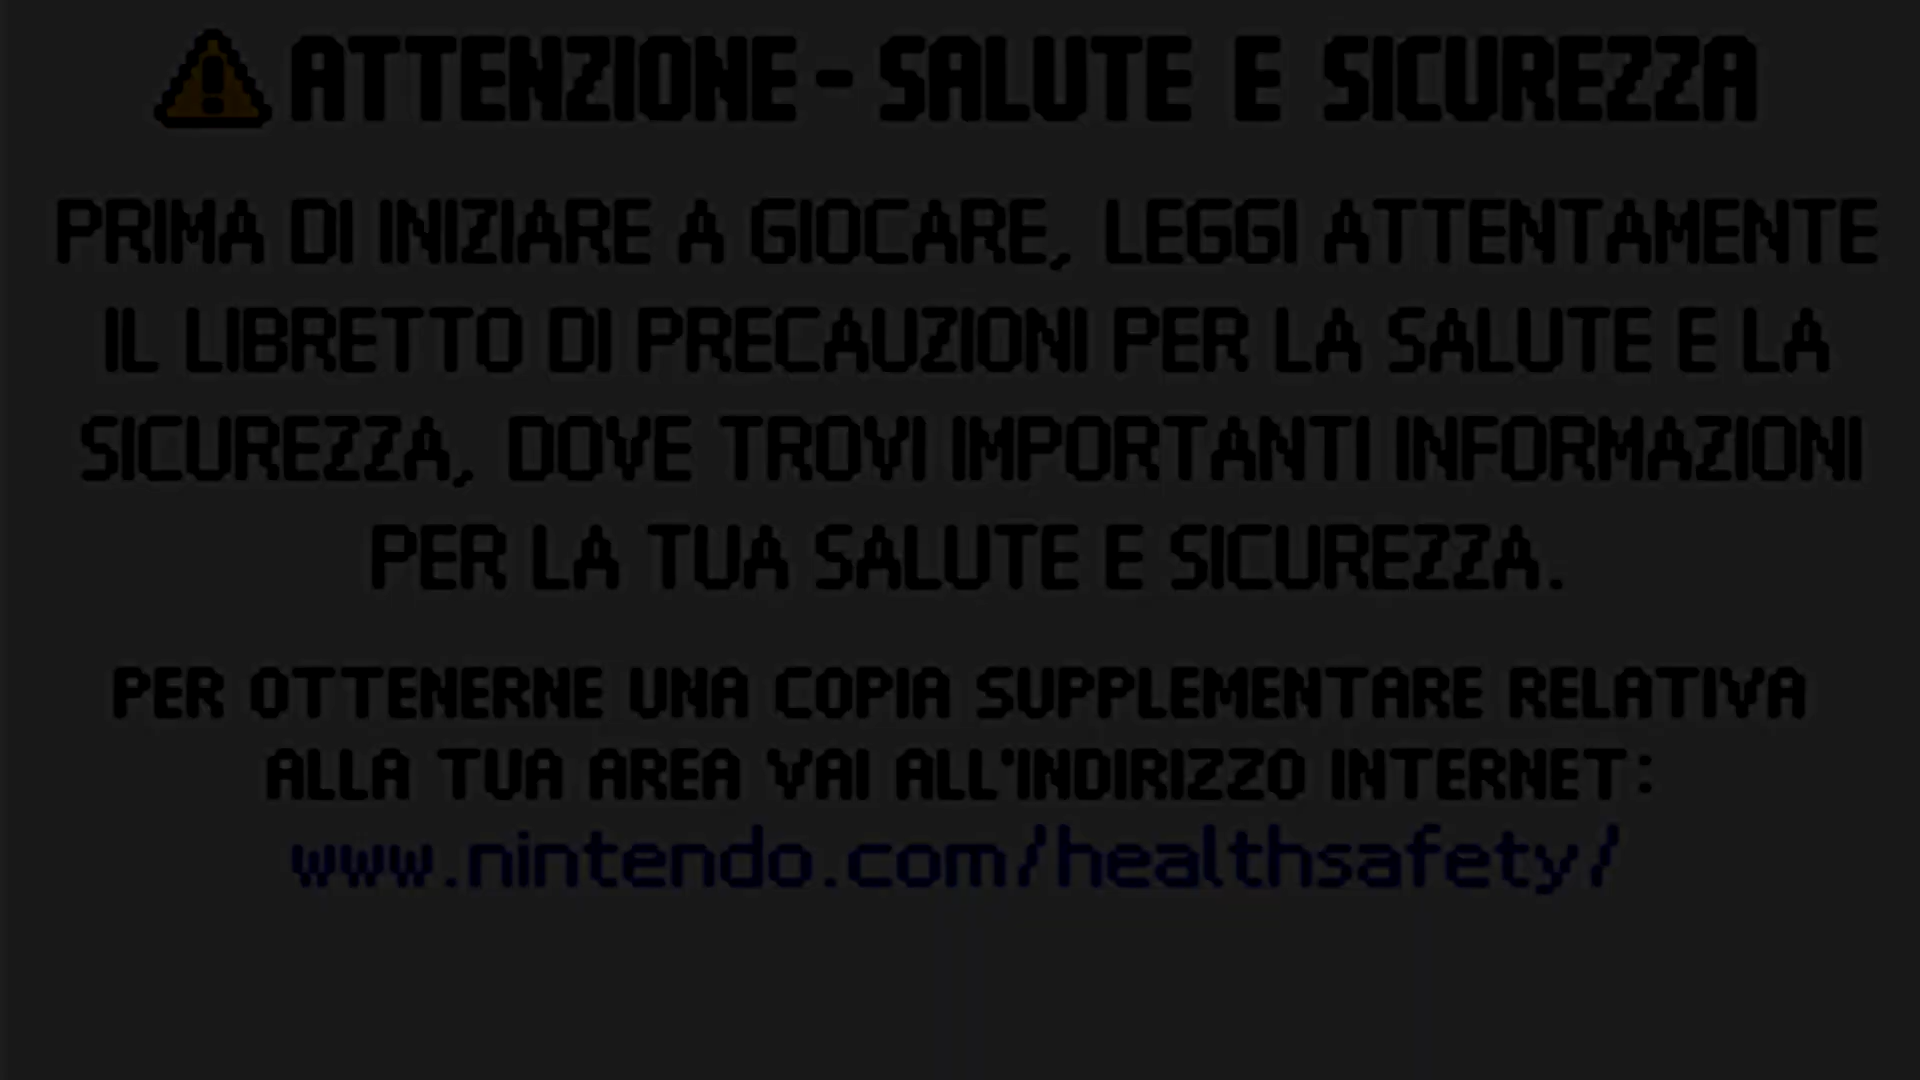 ATTENZIONE - SALUTE E SICUREZZA
PRIMA DI INIZIARE A GIOCARE, LEGGI ATTENTAMENTE
IL LIBRETTO DI PRECAUZIONI PER LA SALUTE E LA
SICUREZZA, DOVE TROVI IMPORTANTI INFORMAZIONI
PER LA TUA SALUTE E SICUREZZA.
PER OTTENERNE UNA COPIA SUPPLEMENTARE RELATIVA
ALLA TUA AREA VAI ALL'INDIRIZZO INTERNET:
www.nintendo.com/healthsafety/